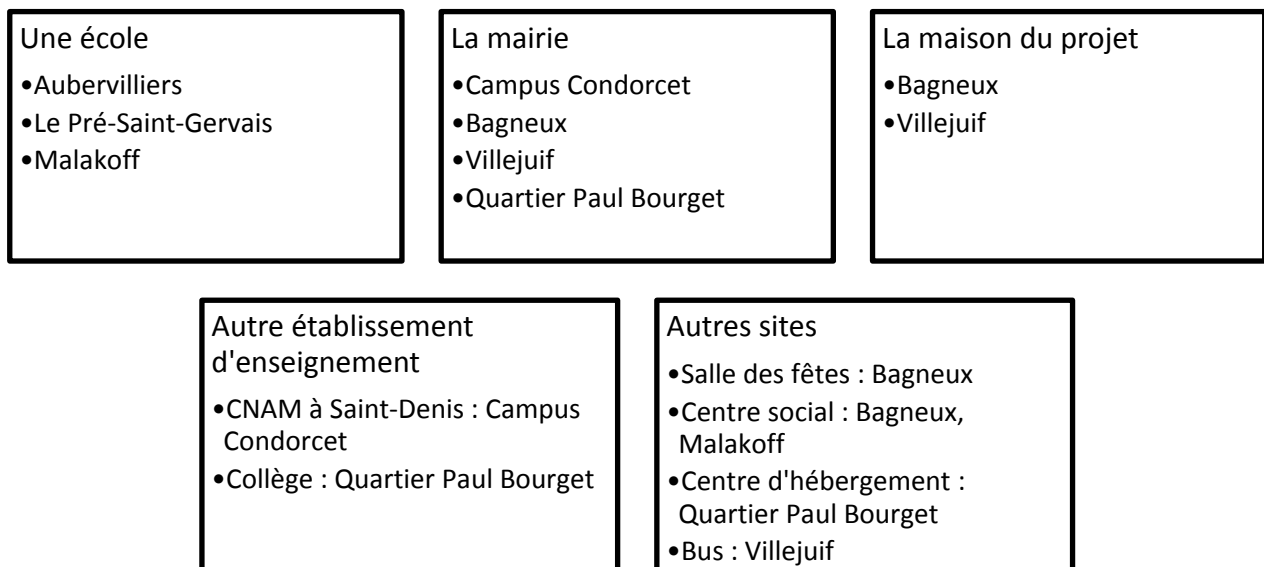 Une école
•Aubervilliers
•Le Pré-Saint-Gervais
•Malakoff
La mairie
•Campus Condorcet
•Bagneux
•Villejuif
•Quartier Paul Bourget
La maison du projet
•Bagneux
•Villejuif
Autre établissement
d'enseignement
•CNAM à Saint-Denis : Campus
Condorcet
•Collège : Quartier Paul Bourget
Autres sites
•Salle des fêtes : Bagneux
•Centre social : Bagneux,
Malakoff
•Centre d'hébergement :
Quartier Paul Bourget
•Bus : Villejuif